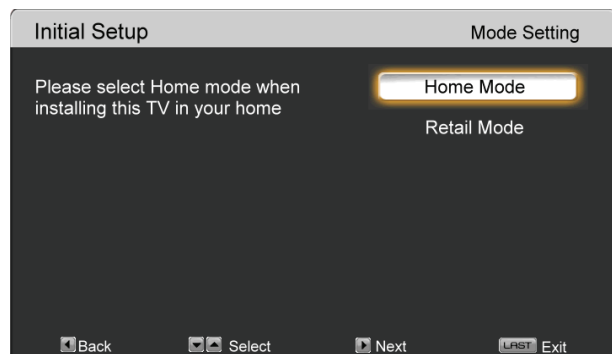 Initial Setup
Mode Setting
Please select Home mode when
installing this TV in your home
Home Mode
Retail Mode
Back
Select
Next
LAST Exit